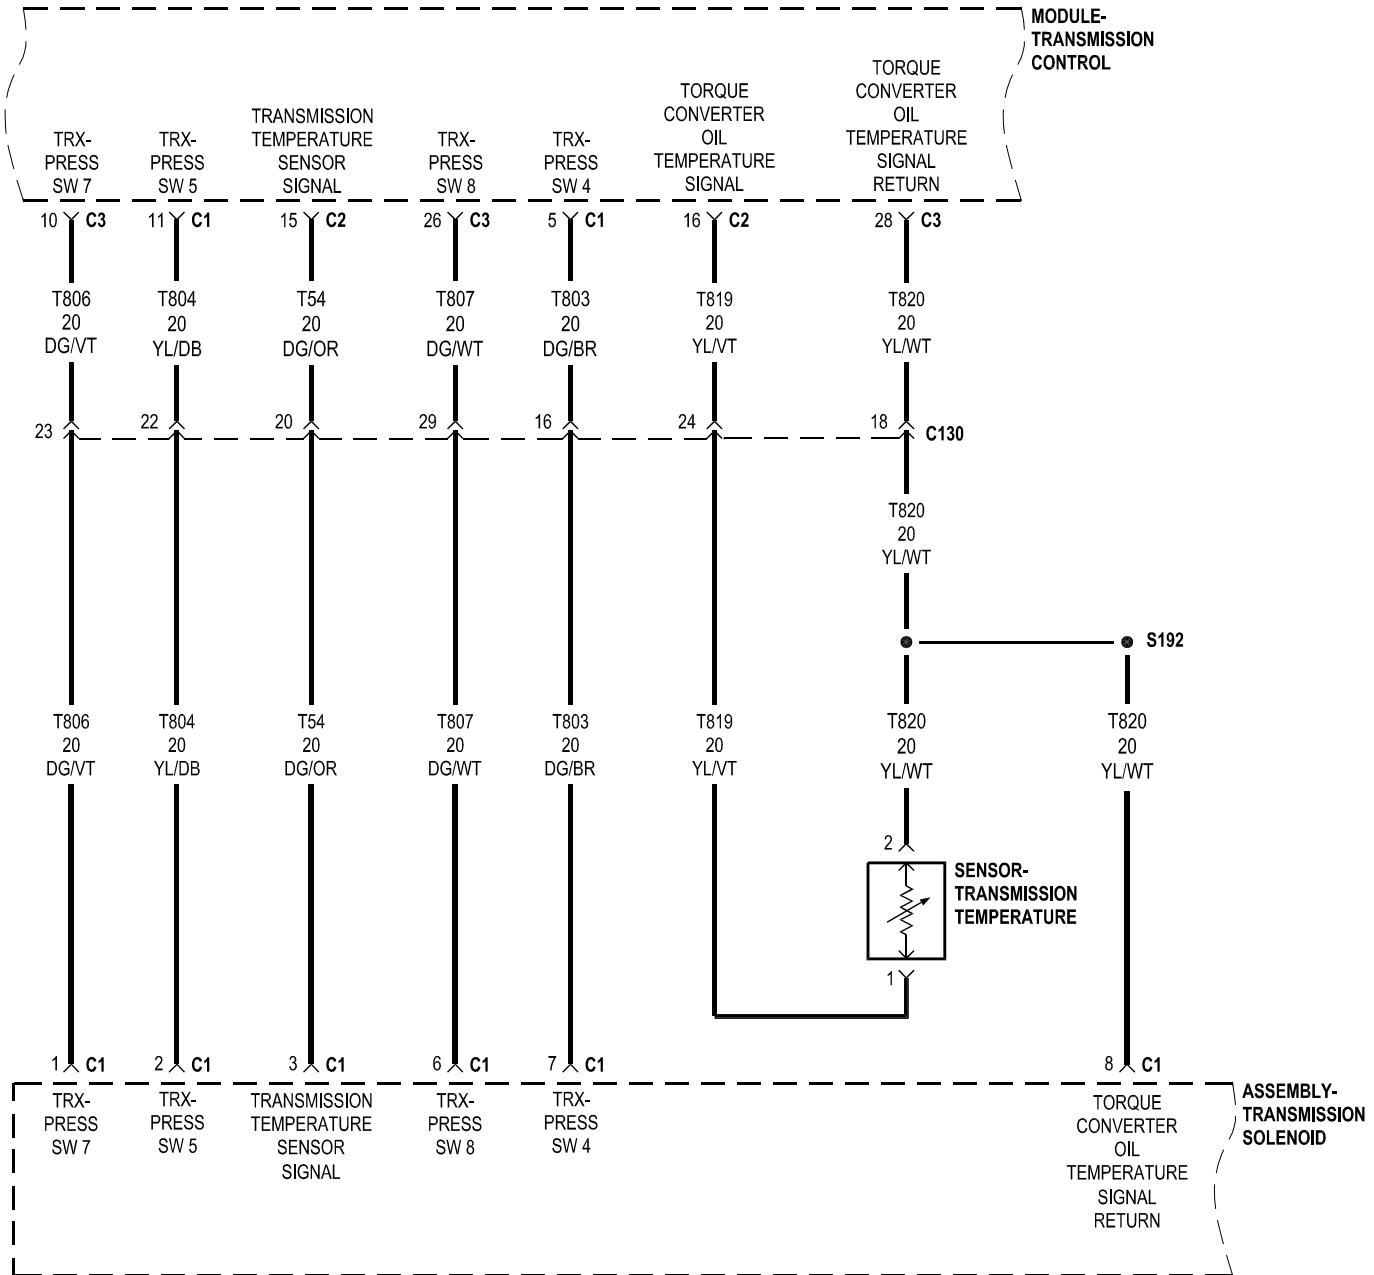 MODULE-
TRANSMISSION
CONTROL
TRX-
PRESS
SW 7
TRX-
PRESS
SW 5
TRANSMISSION
TEMPERATURE
SENSOR
SIGNAL
TRX-
PRESS
SW 8
TRX-
PRESS
SW 4
TORQUE
CONVERTER
OIL
TEMPERATURE
SIGNAL
TORQUE
CONVERTER
OIL
TEMPERATURE
SIGNAL
RETURN
10 C3
11 C1
15 C2
26 C3
5 C1
16 C2
28 C3
T806
20
DG/VT
T804
20
YL/DB
T54
20
DG/OR
T807
20
DG/WT
T803
20
DG/BR
T819
20
YL/VT
T820
20
YL/WT
23
22
20
29
16
24
18
C130
T820
20
YL/WT
S192
T806
20
DG/VT
T804
20
YL/DB
T54
20
DG/OR
T807
20
DG/WT
T803
20
DG/BR
T819
20
YL/VT
T820
20
YL/WT
T820
20
YL/WT
2
SENSOR-
TRANSMISSION
TEMPERATURE
1
1 C1
2 C1
3 C1
6 C1
7 C1
8 C1
TRX-
PRESS
SW 7
TRX-
PRESS
SW 5
TRANSMISSION
TEMPERATURE
SENSOR
SIGNAL
TRX-
PRESS
SW 8
TRX-
PRESS
SW 4
TORQUE
CONVERTER
OIL
TEMPERATURE
SIGNAL
RETURN
ASSEMBLY-
TRANSMISSION
SOLENOID